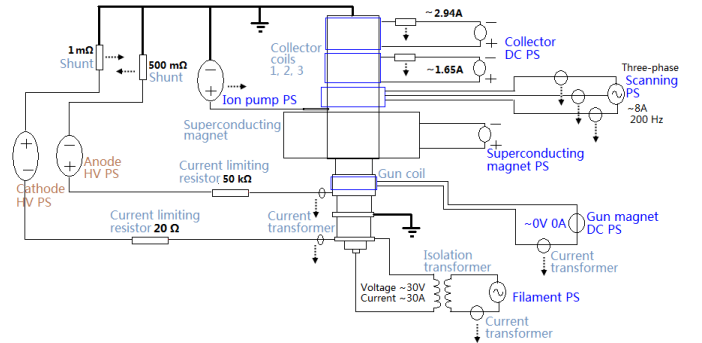 ~2.94A
1mΩ
Shunt
500 mΩ
Shunt
Collector
coils
1, 2, 3
Collector
DC PS
~1.65A
Three-phase
Scanning
PS
~8A
200 Hz
Ion pump PS
Superconducting
magnet
Superconducting
magnet PS
Anode
HV PS
Cathode
HV PS
Current limiting
resistor 50 kΩ
Gun coil
Current limiting
resistor 20 Ω
Current
transformer
~0V 0A
Gun magnet
DC PS
Current
transformer
Isolation
transformer
Voltage ~30V
Current ~30A
Filament PS
Current
transformer